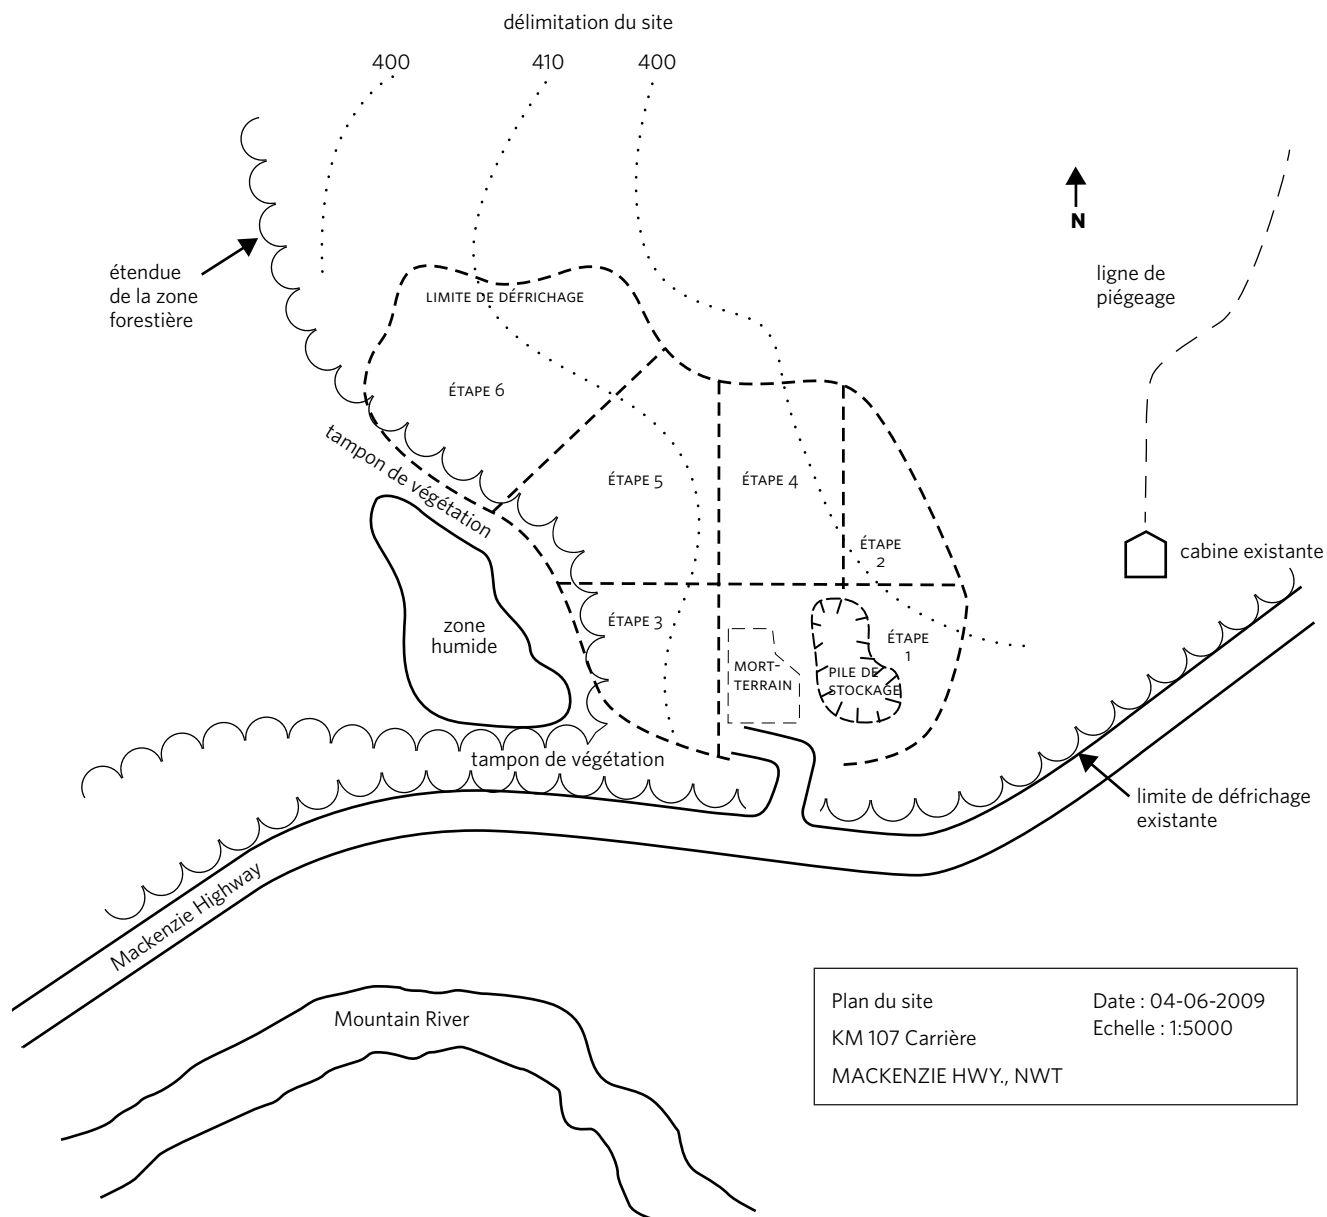 délimitation du site
400
410
400
N
ligne de
piégeage
étendue
de la zone
forestière
LIMITE DE DÉFRICHAGE
ÉTAPE 6
tampon de végétation
ÉTAPE 5
ÉTAPE 4
ÉTAPE
2
cabine existante
zone
humide
ÉTAPE 3
ÉTAPE
1
MORT-
TERRAIN
PILE DE
STOCKAGE
tampon de végétation
limite de défrichage
existante
Mackenzie Highway
Mountain River
Plan du site
Date : 04-06-2009
Echelle : 1:5000
KM 107 Carrière
MACKENZIE HWY., NWT